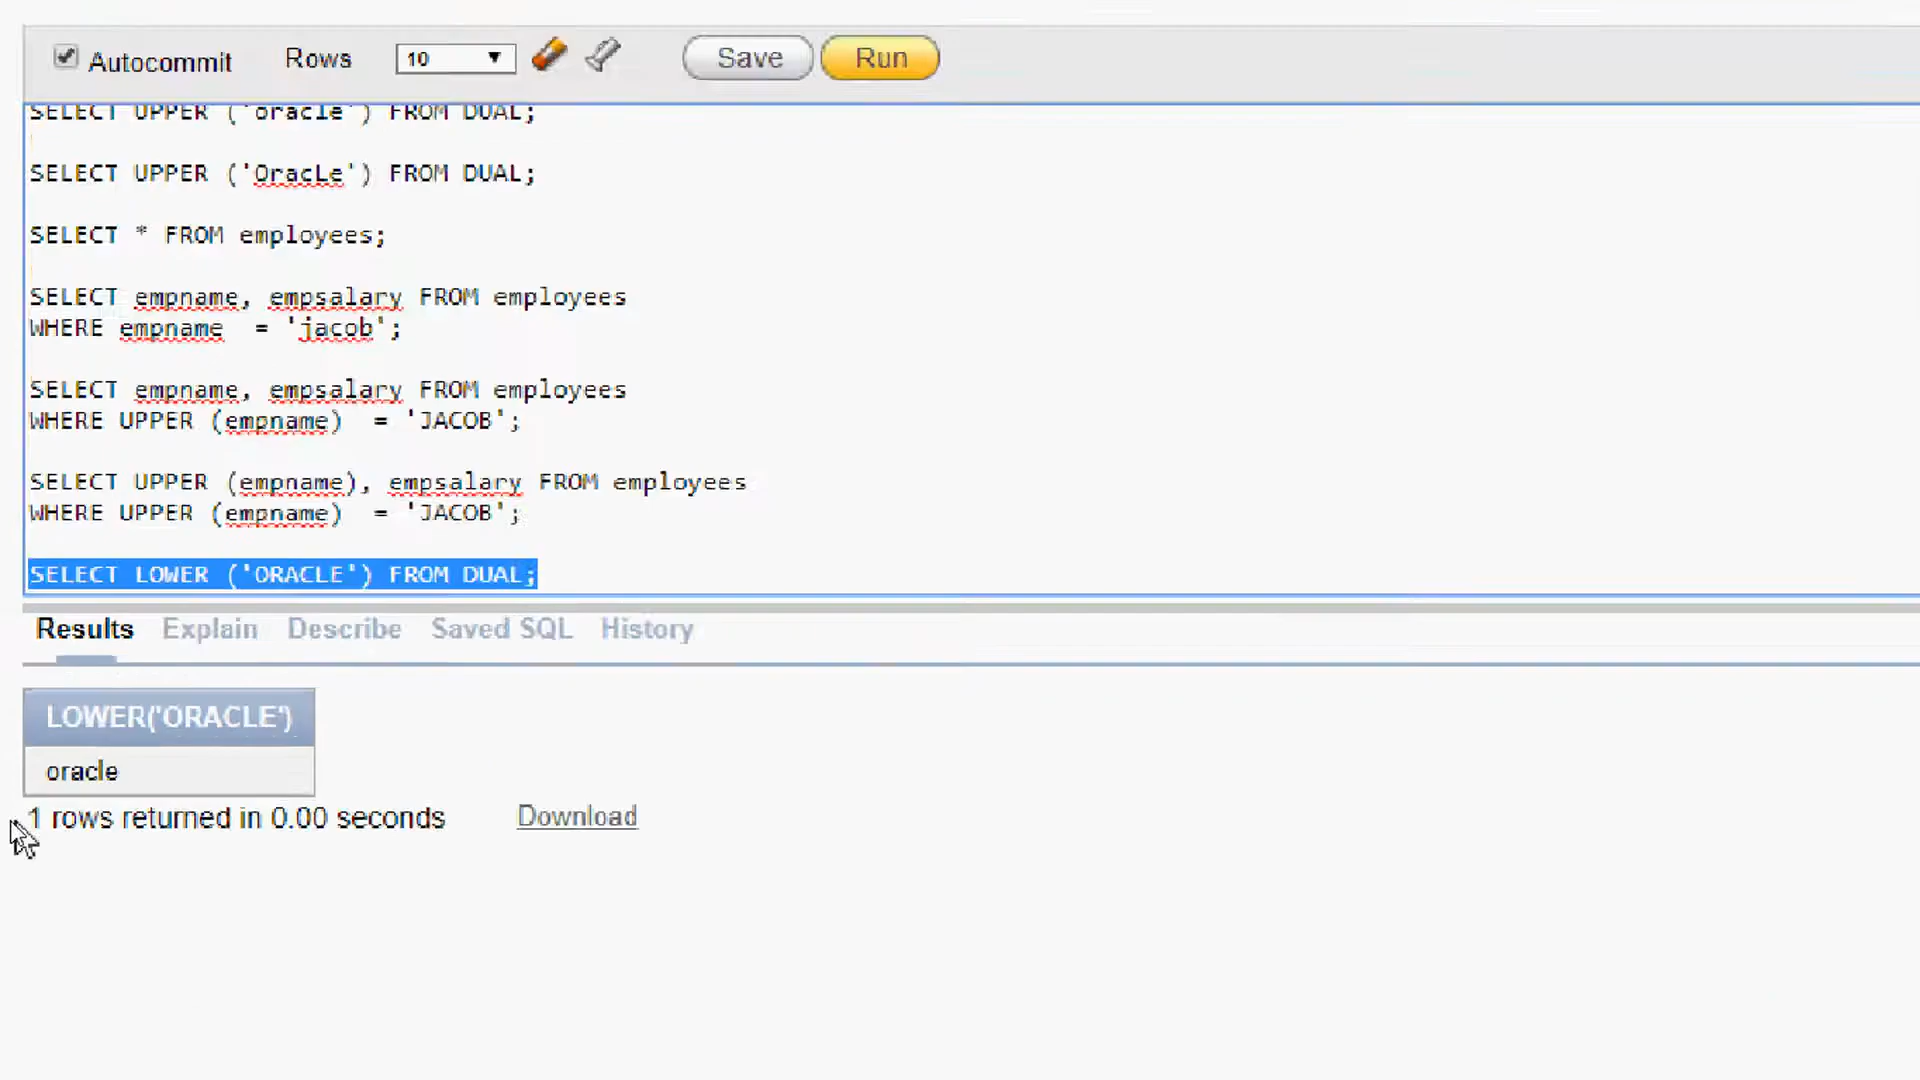 Autocommit Rows 10 Save Run
SELECT UPPER ('oracle') FROM DUAL;
SELECT UPPER ('OracLe') FROM DUAL;
SELECT * FROM employees;
SELECT empname, empsalary FROM employees
WHERE empname  = 'jacob';
SELECT empname, empsalary FROM employees
WHERE UPPER (empname)  = 'JACOB';
SELECT UPPER (empname), empsalary FROM employees
WHERE UPPER (empname)  = 'JACOB';
SELECT LOWER ('ORACLE') FROM DUAL;
Results Explain Describe Saved SQL History
LOWER('ORACLE')
oracle
1 rows returned in 0.00 seconds Download